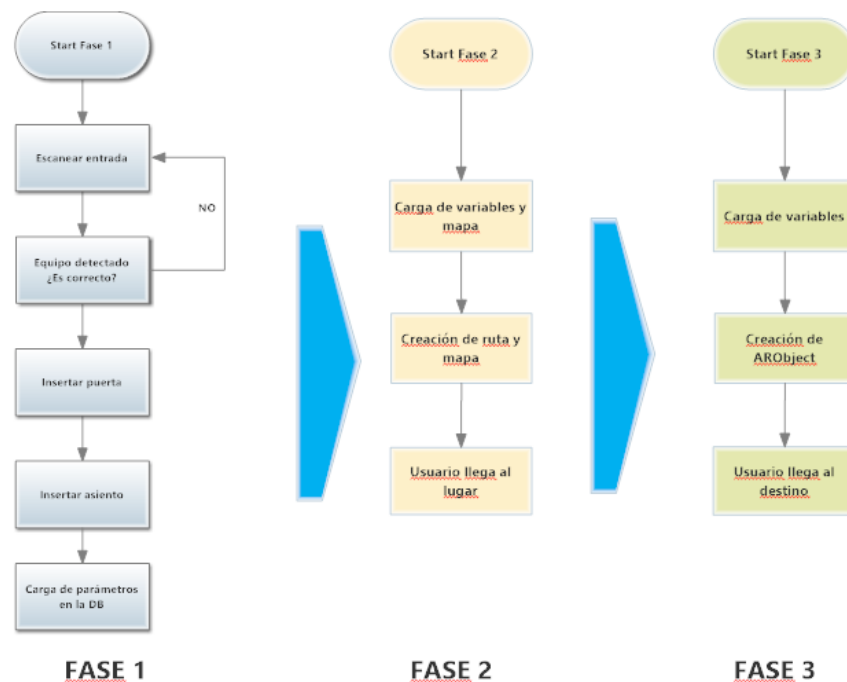 Start Fase 1
Escanear entrada
NO
Equipo detectado
¿Es correcto?
Insertar puerta
Insertar asiento
Carga de parámetros
en la DB
FASE 1
Start Fase 2
Carga de variables y
mapa
Creación de ruta y
mapa
Usuario llega al
lugar
FASE 2
Start Fase 3
Carga de variables
Creación de
ARObject
Usuario llega al
destino
FASE 3